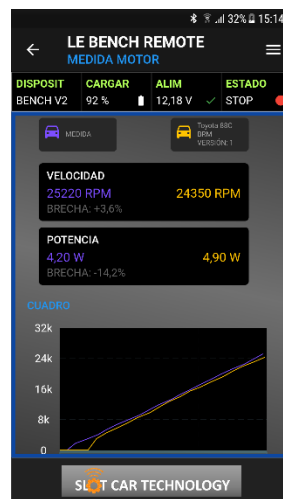 32% 15:14
LE BENCH REMOTE
MEDIDA MOTOR
DISPOSIT CARGAR ALIM ESTADO
BENCH V2 92 % 12,18 V STOP
MEDIDA
Toyota 88C
BRM
VERSIÓN: 1
VELOCIDAD
25220 RPM 24350 RPM
BRECHA: +3,6%
POTENCIA
4,20 W 4,90 W
BRECHA: -14,2%
CUADRO
32k
24k
16k
8k
0
SLOT CAR TECHNOLOGY